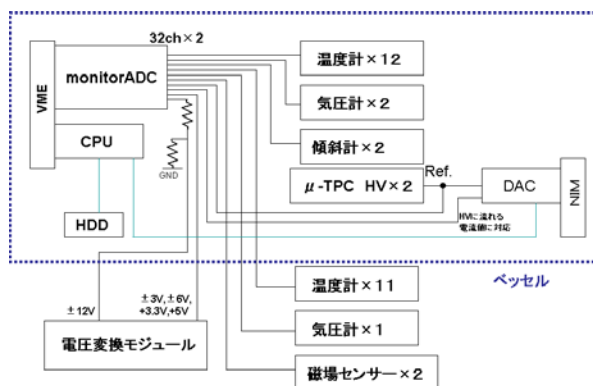 32ch×2
monitorADC
VME
CPU
HDD
GND
温度計×12
気圧計×2
傾斜計×2
μ-TPC HV×2
Ref.
DAC
NIM
HVに流れる
電流値に対応
ベッセル
±12V
±3V,±6V,
+3.3V,+5V
電圧変換モジュール
温度計×11
気圧計×1
磁場センサー×2